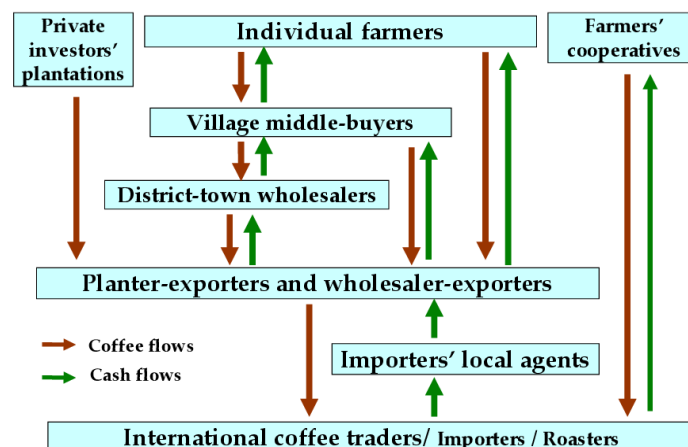 Private
investors'
plantations
Individual farmers
Farmers'
cooperatives
Village middle-buyers
District-town wholesalers
Planter-exporters and wholesaler-exporters
Coffee flows
Cash flows
Importers' local agents
International coffee traders/ Importers / Roasters